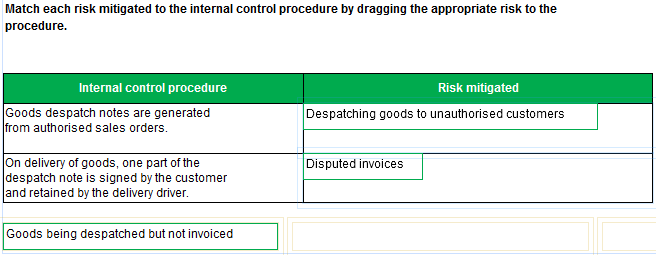 Match each risk mitigated to the internal control procedure by dragging the appropriate risk to the
procedure.
Internal control procedure
Risk mitigated
Goods despatch notes are generated
from authorised sales orders.
Despatching goods to unauthorised customers
On delivery of goods, one part of the
despatch note is signed by the customer
and retained by the delivery driver.
Disputed invoices
Goods being despatched but not invoiced